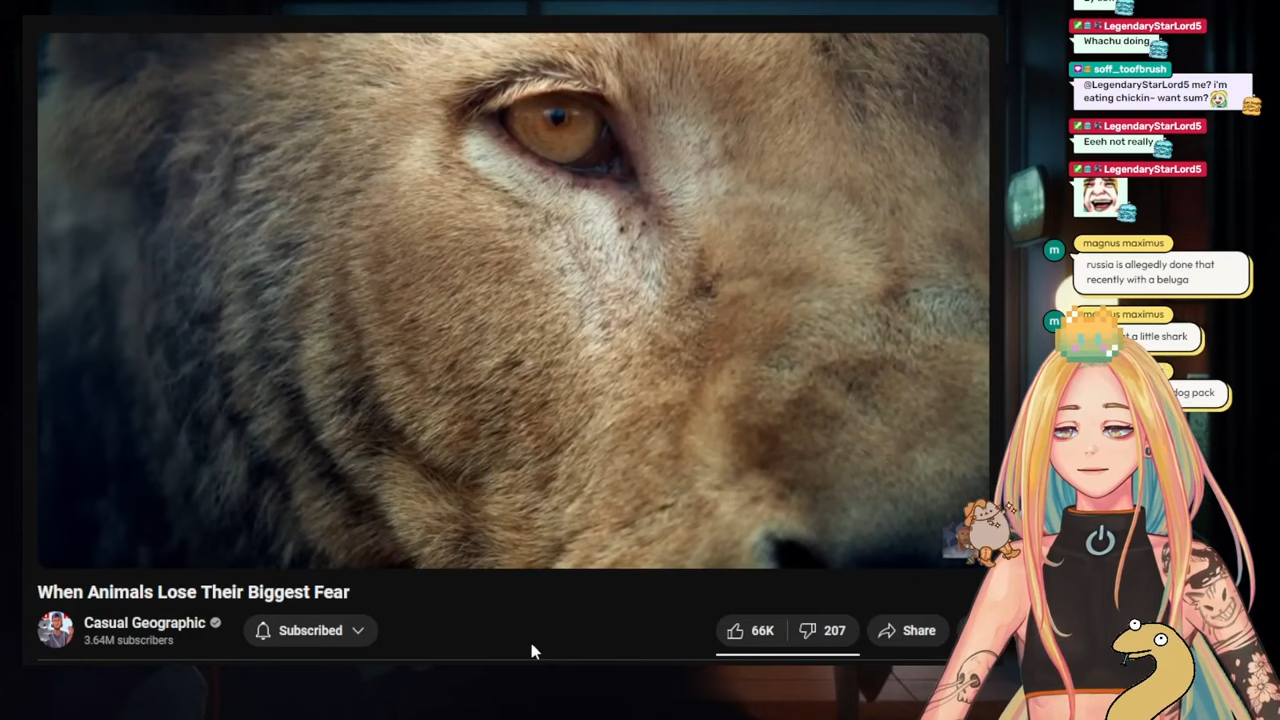 LegendaryStarLord5
Whachu doing
soff_toofbrush
@LegendaryStarLord5 me? i'm
eating chickin~ want sum?
LegendaryStarLord5
Eeeh not really
LegendaryStarLord5
magnus maximus
m
russia is allegedly done that
recently with a beluga
maximus
m
t a little shark
dog pack
When Animals Lose Their Biggest Fear
Casual Geographic
3.64M subscribers
Subscribed
66K
207
Share